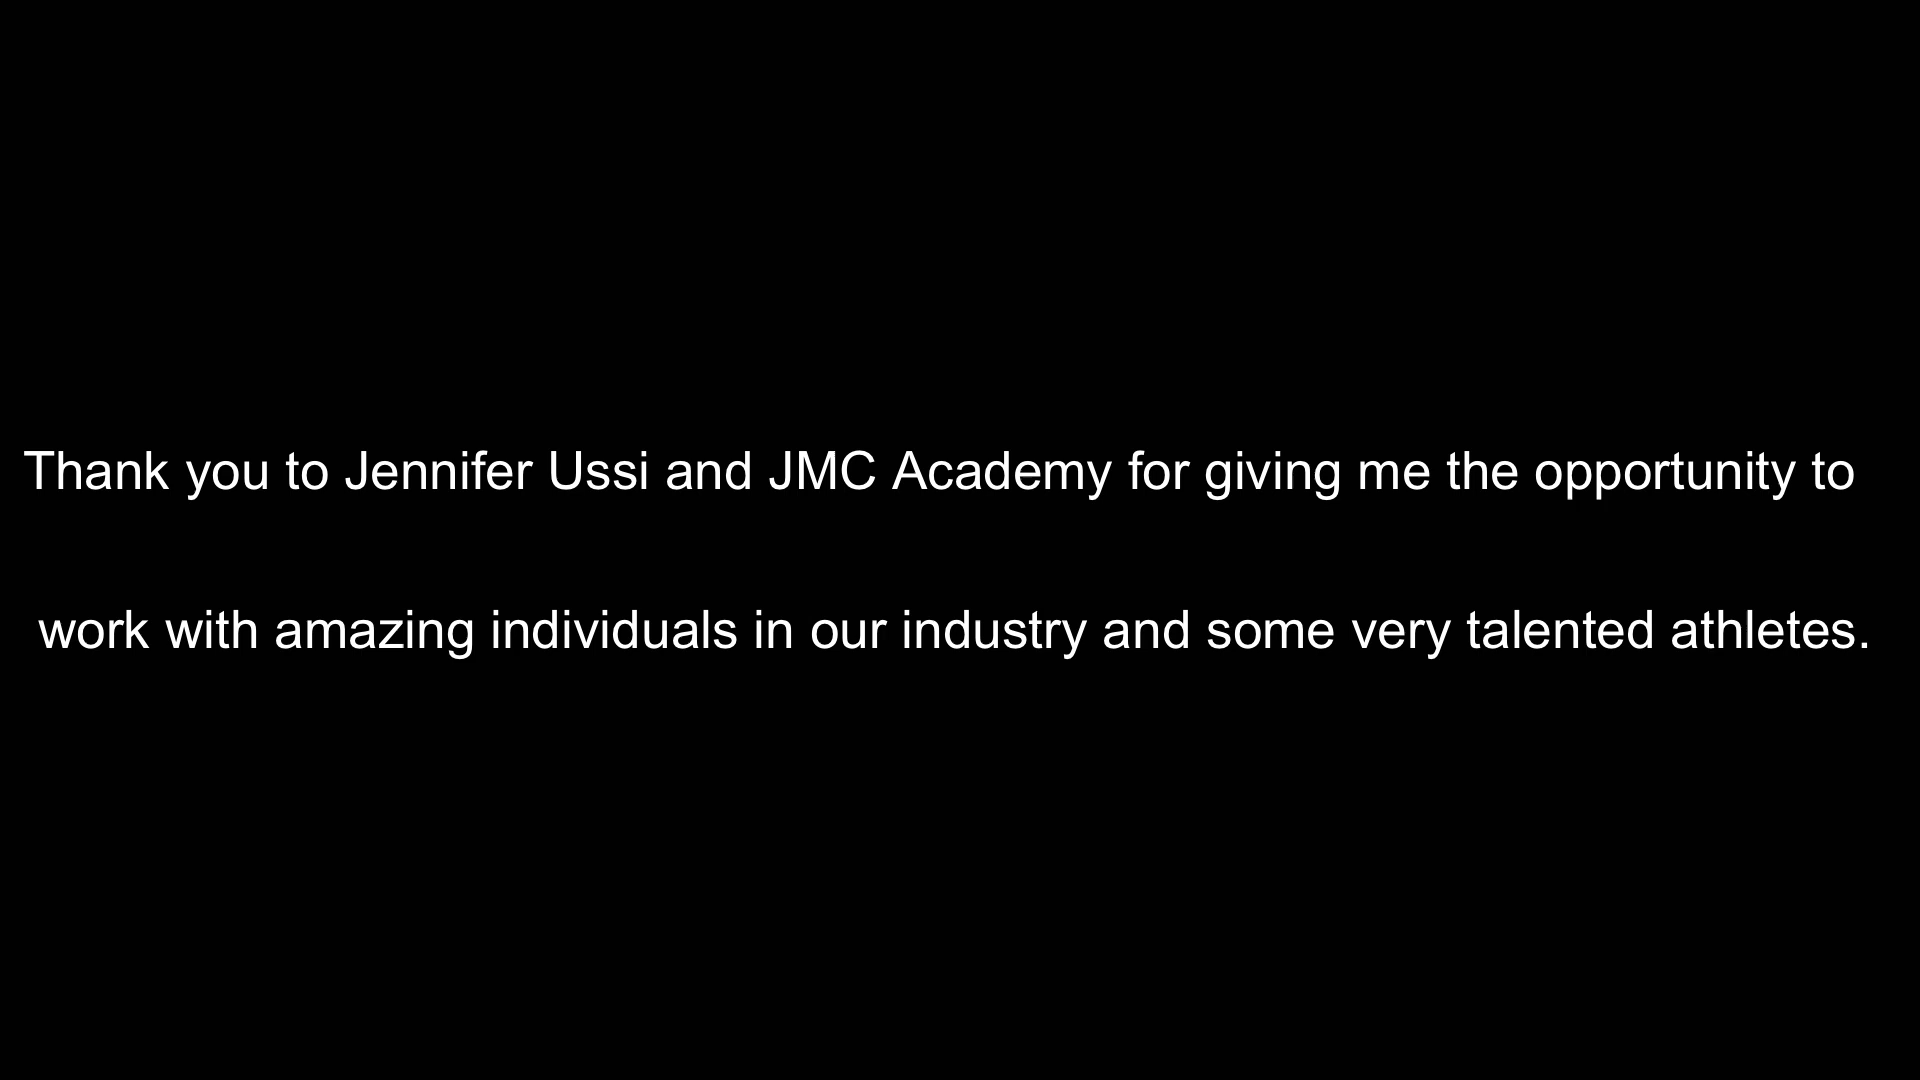 Thank you to Jennifer Ussi and JMC Academy for giving me the opportunity to
work with amazing individuals in our industry and some very talented athletes.